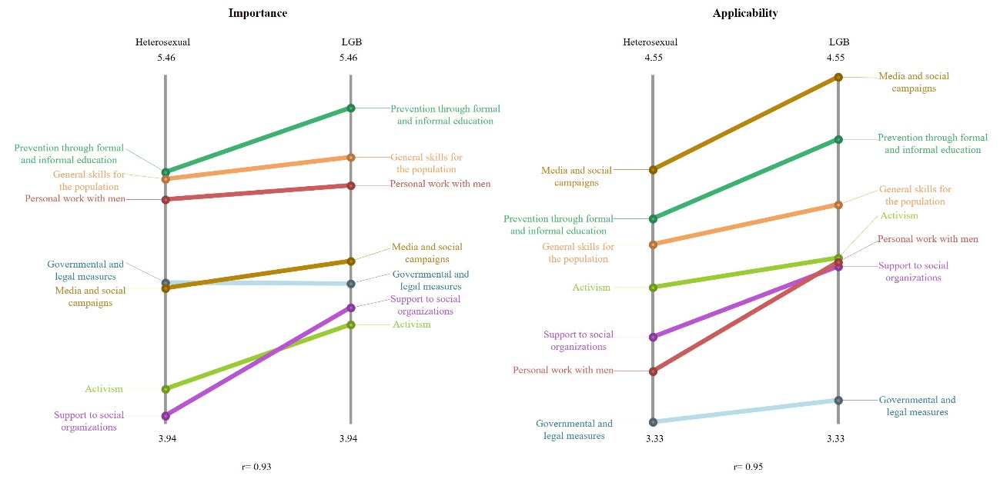 Importance
Heterosexual
5.46
LGB
5.46
Prevention through formal
and informal education
General skills for
the population
Personal work with men
Governmental and
legal measures
Media and social
campaigns
Activism
Support to social
organizations
Prevention through formal
and informal education
General skills for
the population
Personal work with men
Media and social
campaigns
Governmental and
legal measures
Support to social
organizations
Activism
3.94
3.94
r= 0.93
Applicability
Heterosexual
4.55
LGB
4.55
Media and social
campaigns
Prevention through formal
and informal education
General skills for
the population
Activism
Support to social
organizations
Personal work with men
Governmental and
legal measures
Media and social
campaigns
Prevention through formal
and informal education
General skills for
the population
Activism
Personal work with men
Support to social
organizations
Governmental and
legal measures
3.33
3.33
r= 0.95